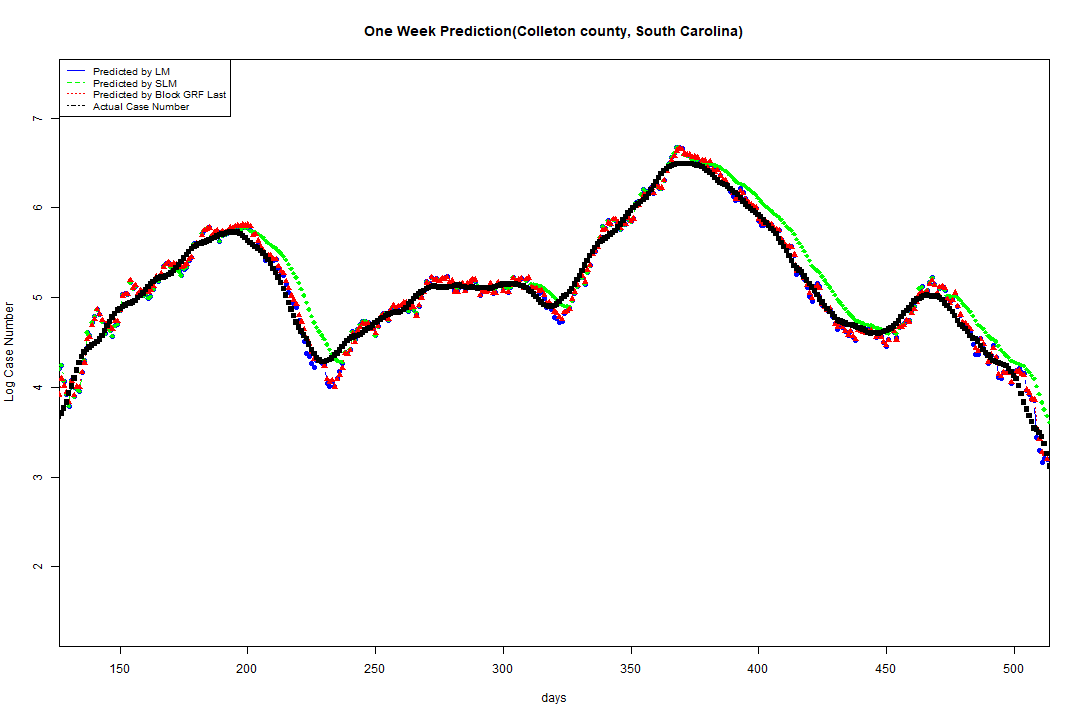 One Week Prediction(Colleton county, South Carolina)
Predicted by LM
Predicted by SLM
Predicted by Block GRF Last
Actual Case Number
Log Case Number
7
6
5
4
3
2
150 200 250 300 350 400 450 500
days